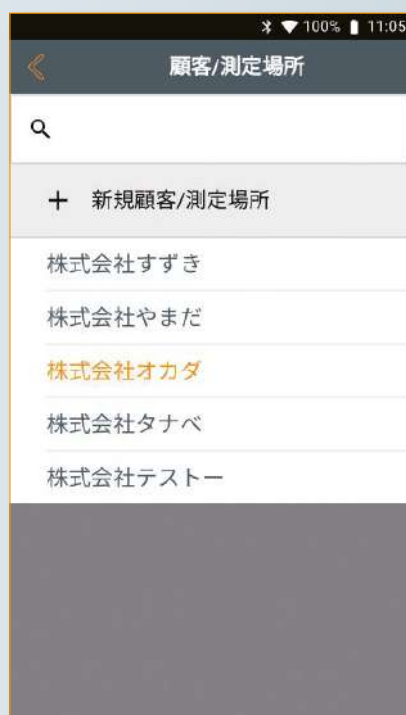 100% 11:05
顧客/測定場所
+ 新規顧客/測定場所
株式会社すずき
株式会社やまだ
株式会社オカダ
株式会社タナベ
株式会社テストー